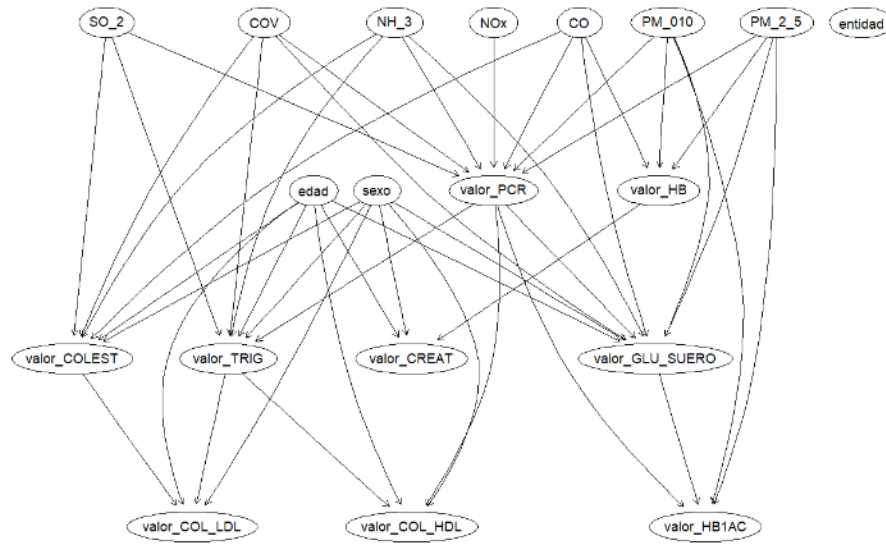 SO_2 COV NH_3 NOx CO PM_010 PM_2_5 entidad
edad sexo valor_PCR valor_HB
valor_COLEST valor_TRIG valor_CREAT valor_GLU_SUERO
valor_COL_LDL valor_COL_HDL valor_HB1AC